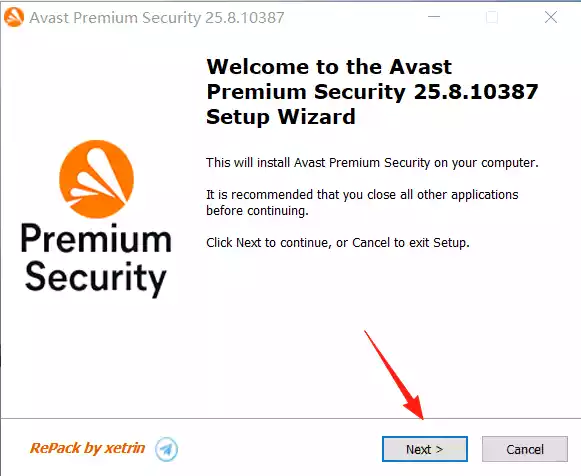 Avast Premium Security 25.8.10387
Welcome to the Avast
Premium Security 25.8.10387
Setup Wizard
This will install Avast Premium Security on your computer.
It is recommended that you close all other applications
before continuing.
Click Next to continue, or Cancel to exit Setup.
Premium
Security
RePack by xetrin
Next >
Cancel